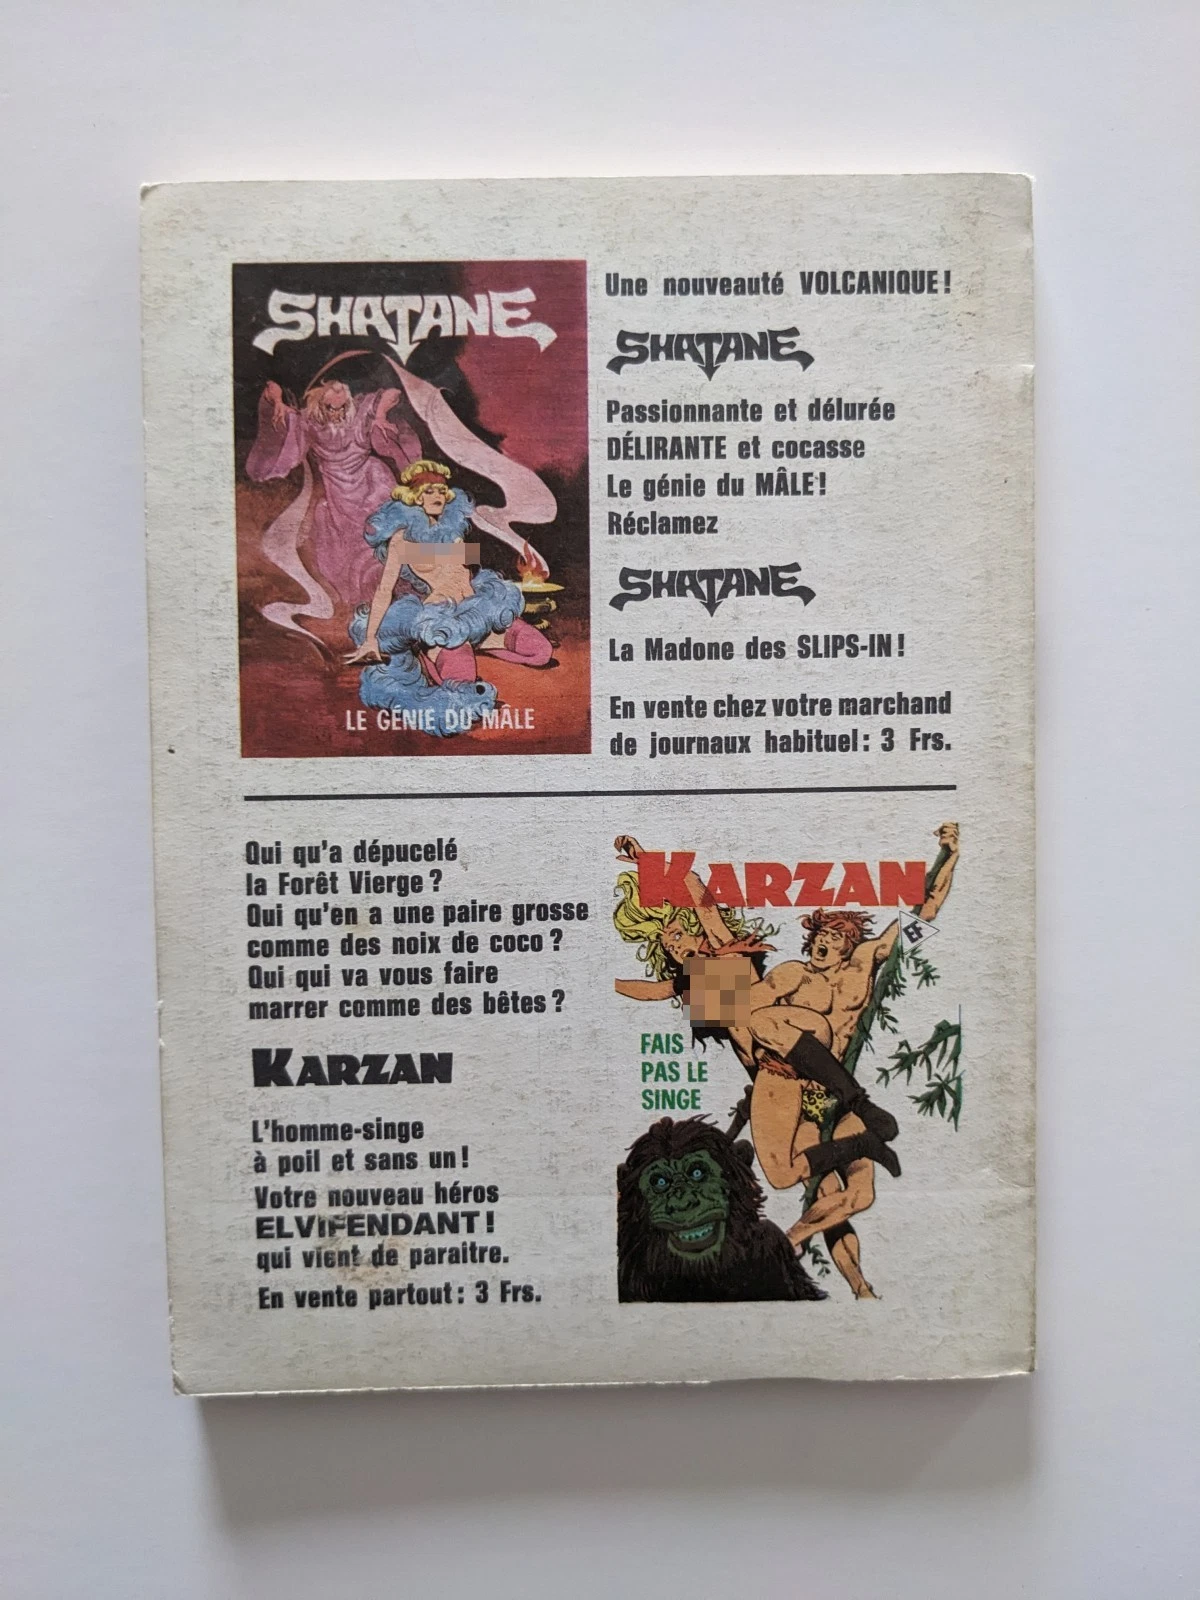 SHATANE
LE GÉNIE DU MÂLE
Une nouveauté VOLCANIQUE!
SHATANE
Passionnante et délurée
DÉLIRANTE et cocasse
Le génie du MÂLE!
Réclamez
SHATANE
La Madone des SLIPS-IN!
En vente chez votre marchand
de journaux habituel: 3 Frs.
Qui qu'a dépucelé
la Forêt Vierge?
Qui qu'en a une paire grosse
comme des noix de coco?
Qui qui va vous faire
marrer comme des bêtes?
KARZAN
L'homme-singe
à poil et sans un!
Votre nouveau héros
ELVIFENDANT!
qui vient de paraître.
En vente partout: 3 Frs.
KARZAN
EF
FAIS
PAS LE
SINGE